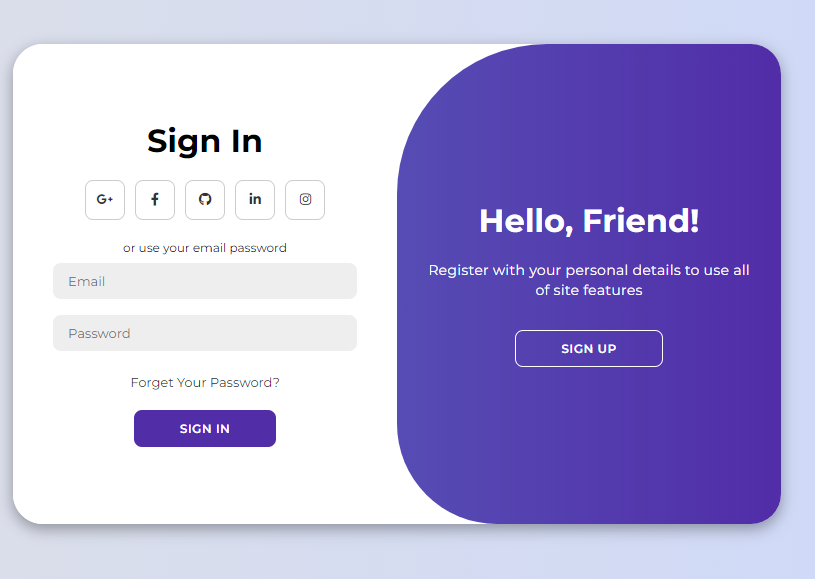 Sign In
G+ f in
or use your email password
Email
Password
Forget Your Password?
SIGN IN
Hello, Friend!
Register with your personal details to use all
of site features
SIGN UP